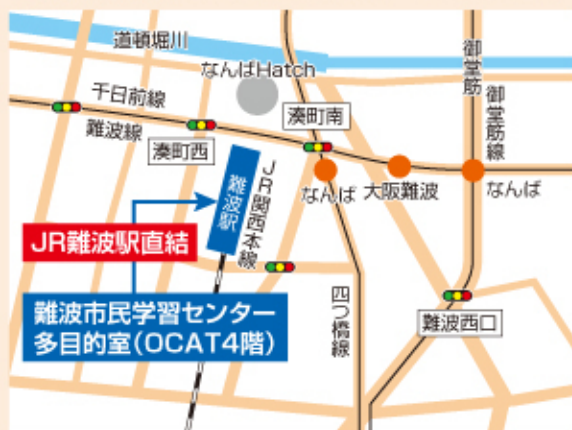 道頓堀川
なんばHatch
千日前線
難波線
湊町西
湊町南
御堂筋
御堂筋線
なんば
大阪難波
なんば
難波駅
JR関西本線
JR難波駅直結
難波市民学習センター
多目的室（OCAT4階）
四つ橋線
難波西口